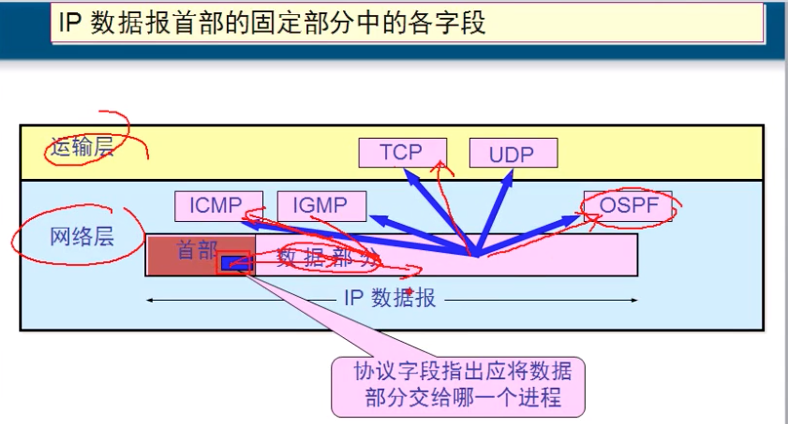 IP 数据报首部的固定部分中的各字段
运输层
TCP
UDP
ICMP
IGMP
OSPF
网络层
首部
数据部分
IP 数据报
协议字段指出应将数据
部分交给哪一个进程